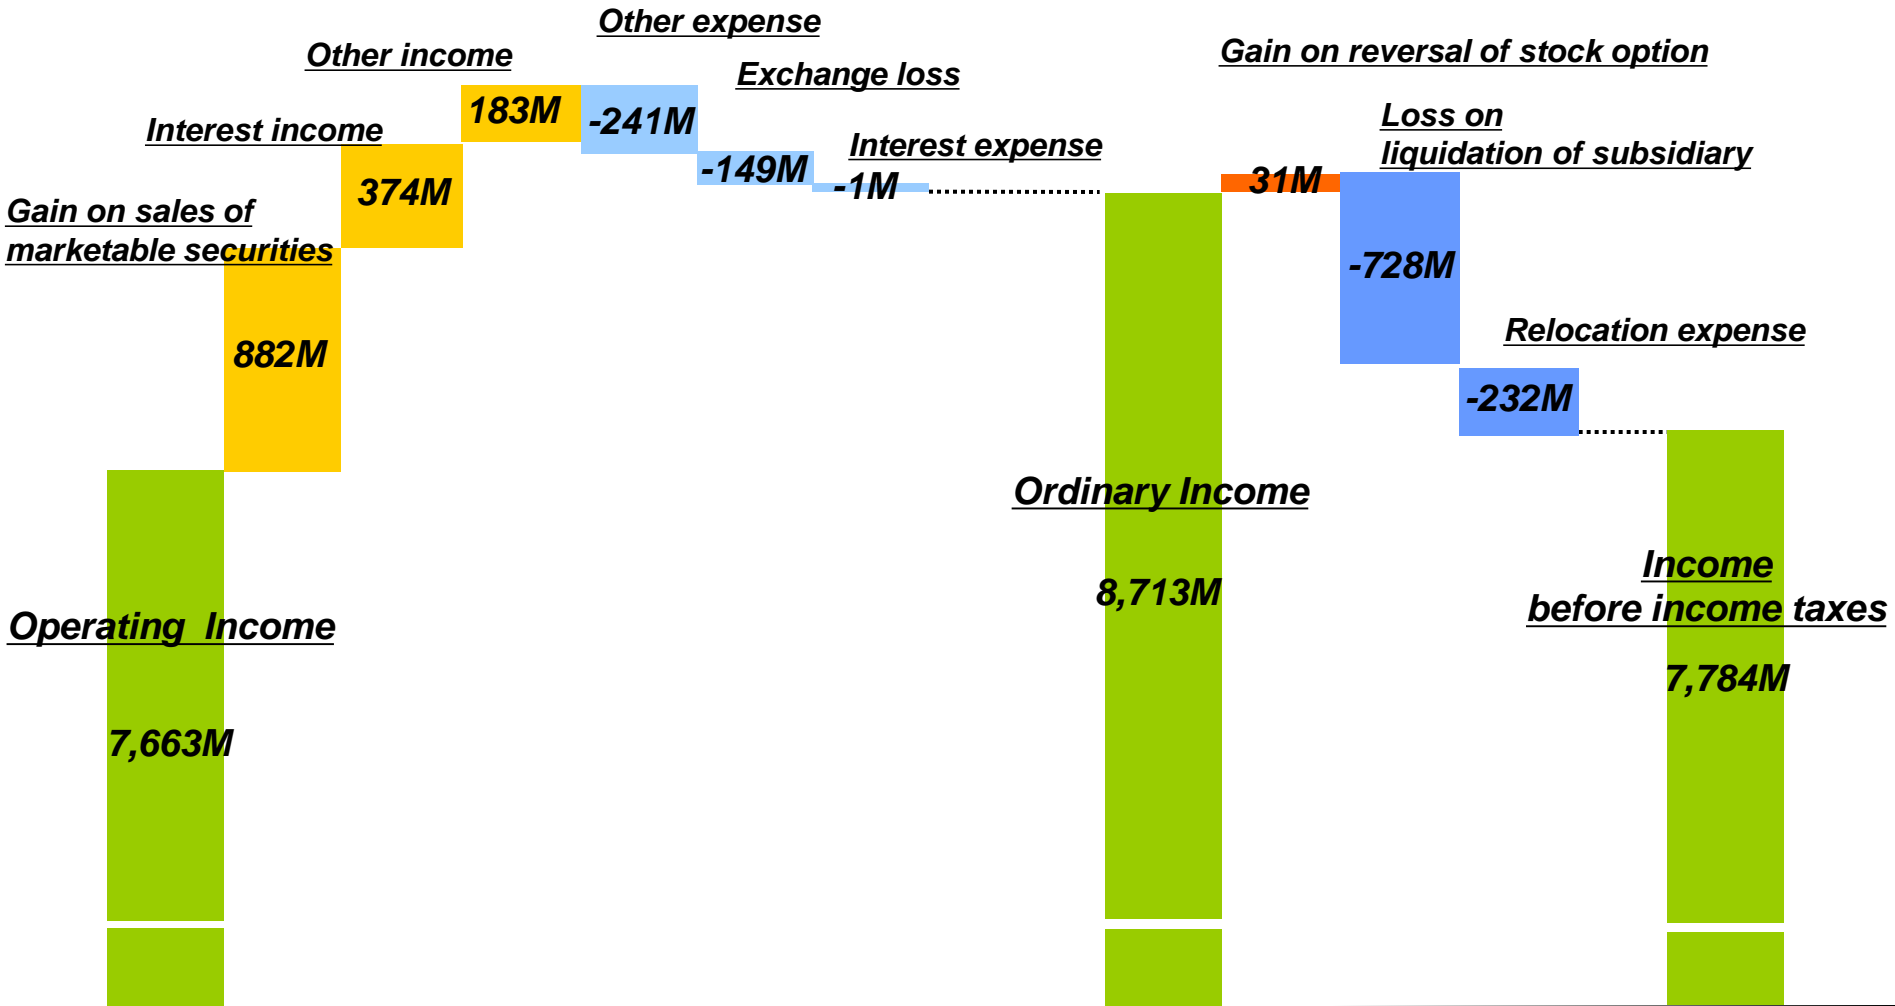 Other expense
Other income
Gain on reversal of stock option
Exchange loss
183M
-241M
Loss on
liquidation of subsidiary
Interest income
Interest expense
-149M
-1M
31M
374M
Gain on sales of
marketable securities
-728M
882M
Relocation expense
-232M
Ordinary Income
8,713M
Income
before income taxes
7,784M
Operating Income
7,663M